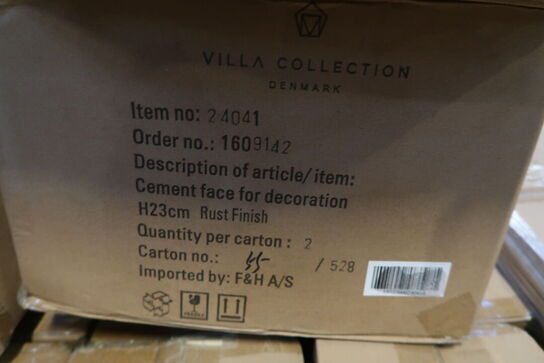 VILLA COLLECTION
DENMARK
Item no: 24041
Order no.: 1609142
Description of article/item:
Cement face for decoration
H23cm Rust Finish
Quantity per carton: 2
Carton no.: / 528
Imported by: F&H A/S
FRAGILE